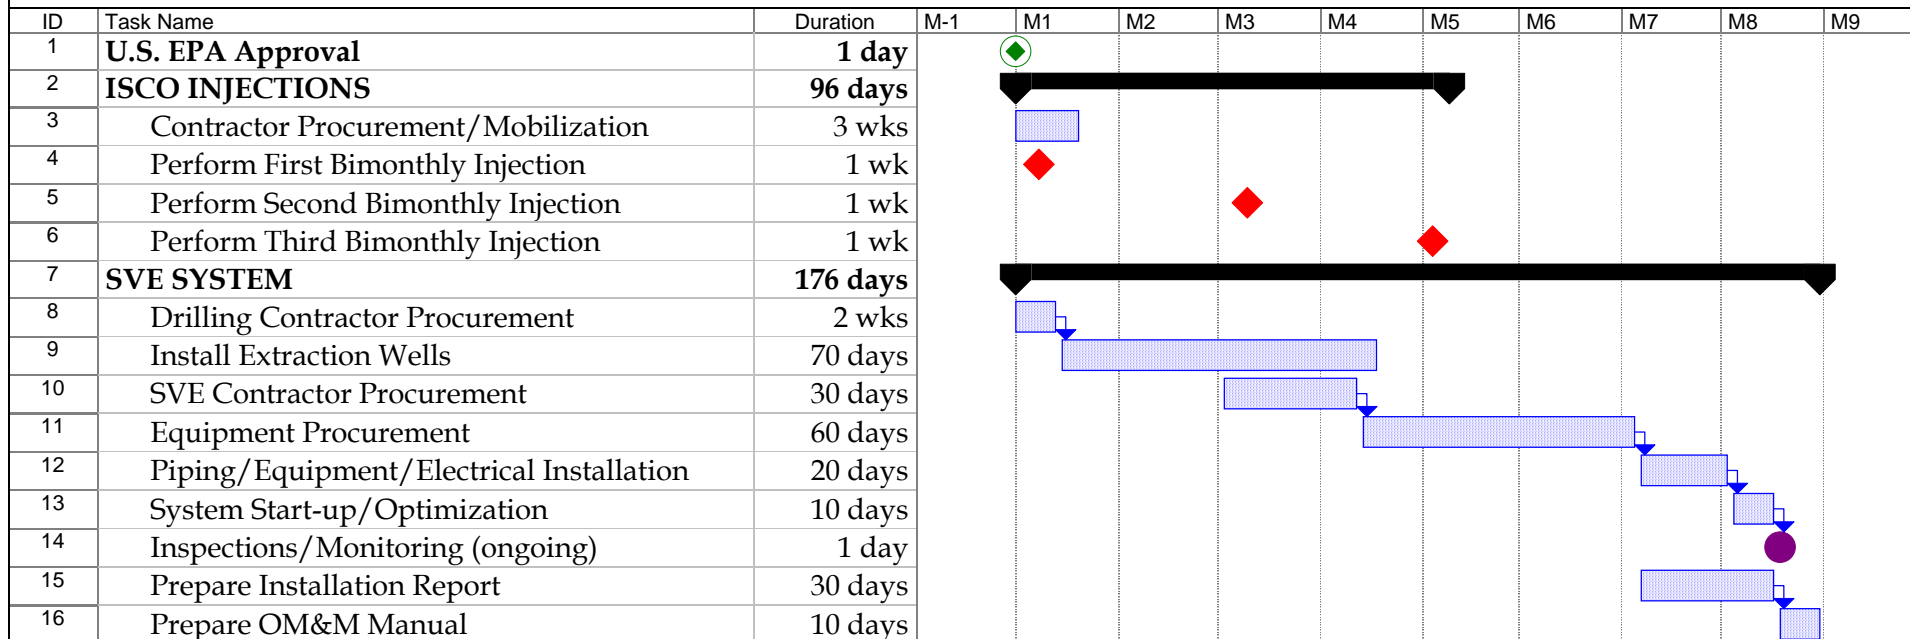 ID Task Name Duration M-1 M1 M2 M3 M4 M5 M6 M7 M8 M9
1 U.S. EPA Approval 1 day
2 ISCO INJECTIONS 96 days
3 Contractor Procurement/Mobilization 3 wks
4 Perform First Bimonthly Injection 1 wk
5 Perform Second Bimonthly Injection 1 wk
6 Perform Third Bimonthly Injection 1 wk
7 SVE SYSTEM 176 days
8 Drilling Contractor Procurement 2 wks
9 Install Extraction Wells 70 days
10 SVE Contractor Procurement 30 days
11 Equipment Procurement 60 days
12 Piping/Equipment/Electrical Installation 20 days
13 System Start-up/Optimization 10 days
14 Inspections/Monitoring (ongoing) 1 day
15 Prepare Installation Report 30 days
16 Prepare OM&M Manual 10 days